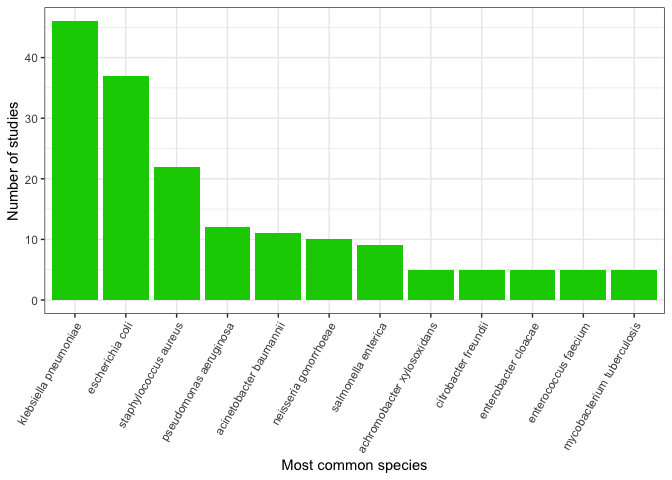 Number of studies
40
30
20
10
0
klebsiella pneumoniae
escherichia coli
staphylococcus aureus
pseudomonas aeruginosa
acinetobacter baumannii
neisseria gonorrhoeae
salmonella enterica
achromobacter xylosoxidans
citrobacter freundii
enterobacter cloacae
enterococcus faecium
mycobacterium tuberculosis
Most common species